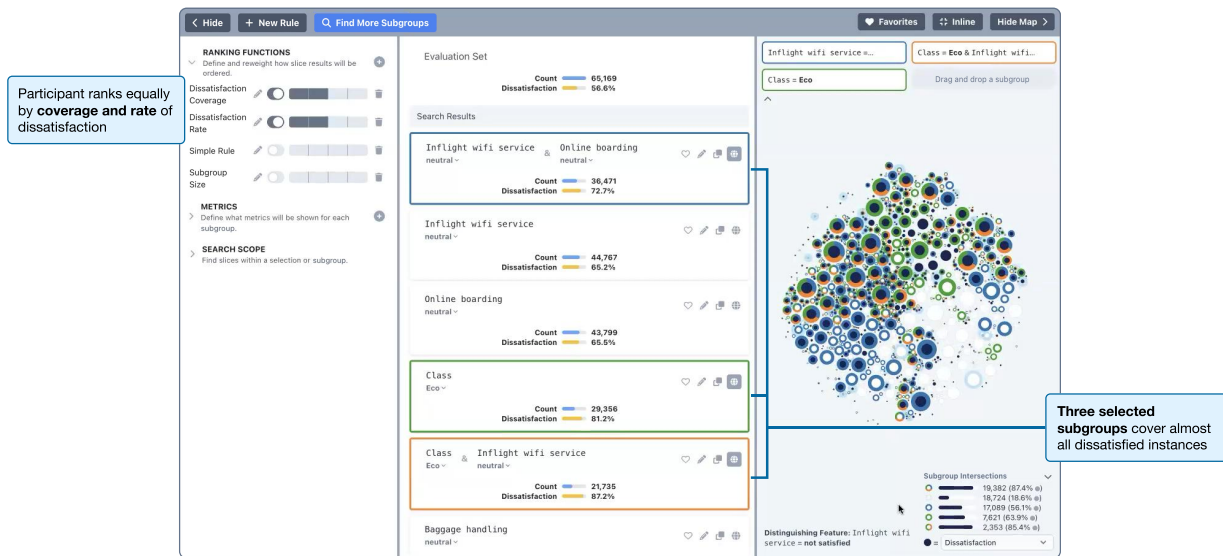 Hide
New Rule
Find More Subgroups
Favorites
Inline
Hide Map
Participant ranks equally
by coverage and rate of
dissatisfaction
RANKING FUNCTIONS
Define and reweight how slice results will be
ordered.
Dissatisfaction
Coverage
Dissatisfaction
Rate
Simple Rule
Subgroup
Size
METRICS
Define what metrics will be shown for each
subgroup.
SEARCH SCOPE
Find slices within a selection or subgroup.
Evaluation Set
Count 65,169
Dissatisfaction 56.6%
Search Results
Inflight wifi service & Online boarding
neutral neutral
Count 36,471
Dissatisfaction 72.7%
Inflight wifi service
neutral
Count 44,767
Dissatisfaction 65.2%
Online boarding
neutral
Count 43,799
Dissatisfaction 65.5%
Class
Eco
Count 29,356
Dissatisfaction 81.2%
Class & Inflight wifi service
Eco neutral
Count 21,735
Dissatisfaction 87.2%
Baggage handling
neutral
Inflight wifi service =…
Class = Eco & Inflight wifi…
Class = Eco
Drag and drop a subgroup
Three selected
subgroups cover almost
all dissatisfied instances
Subgroup Intersections
19,382 (87.4%)
18,724 (18.6%)
17,089 (56.1%)
7,621 (63.9%)
2,353 (85.4%)
Distinguishing Feature: Inflight wifi
service = not satisfied
= Dissatisfaction